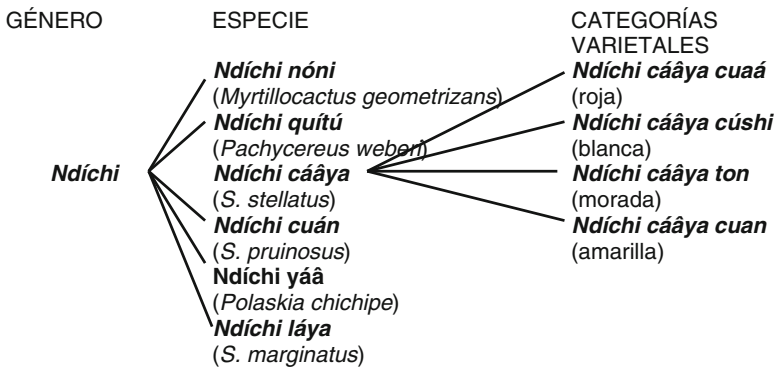 GÉNERO ESPECIE CATEGORÍAS
VARIETALES
Ndíchi nóni Ndíchi cáâya cuaá
(Myrtillocactus geometrizans) (roja)
Ndíchi quítú Ndíchi cáâya cúshi
(Pachycereus weberi) (blanca)
Ndíchi Ndíchi cáâya Ndíchi cáâya ton
(S. stellatus) (morada)
Ndíchi cuán Ndíchi cáâya cuan
(S. pruinosus) (amarilla)
Ndíchi yáâ
(Polaskia chichipe)
Ndíchi láya
(S. marginatus)